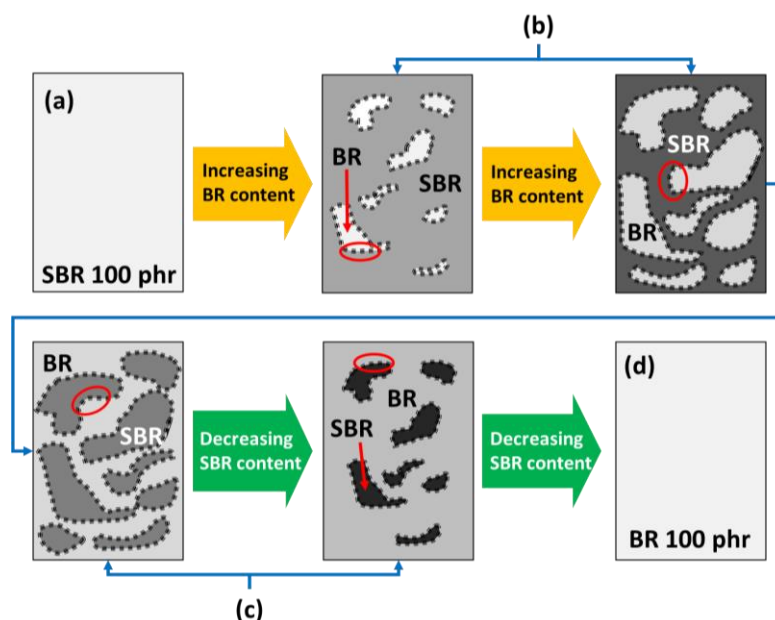 (b)
(a)
SBR 100 phr
Increasing
BR content
BR
SBR
Increasing
BR content
SBR
BR
BR
SBR
Decreasing
SBR content
BR
SBR
Decreasing
SBR content
(d)
BR 100 phr
(c)